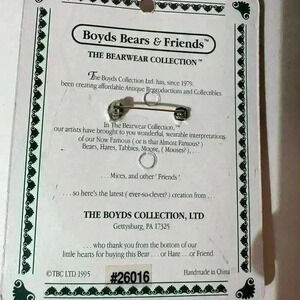 Boyds Bears & Friends™
THE BEARWEAR COLLECTION™
The Boyds Collection Ltd. has, since 1979,
been creating affordable Antique Reproductions and Collectibles
In The Bearwear Collection,™
our artists have brought to you wonderful, wearable interpretations
of our Now Famous ( or is that Almost Famous? )
Bears, Hares, Tabbies, Moose, ( Mooses? )...
. . . Mices, and other 'Friends'.
. . . so here's the latest ( ever-so-clever? ) creation from . . .
THE BOYDS COLLECTION, LTD
Gettysburg, PA 17325
. . . who thank you from the bottom of our
little hearts for buying this Bear . . . or Hare . . . or Friend.
©TBC LTD 1995
#26016
Handmade in China